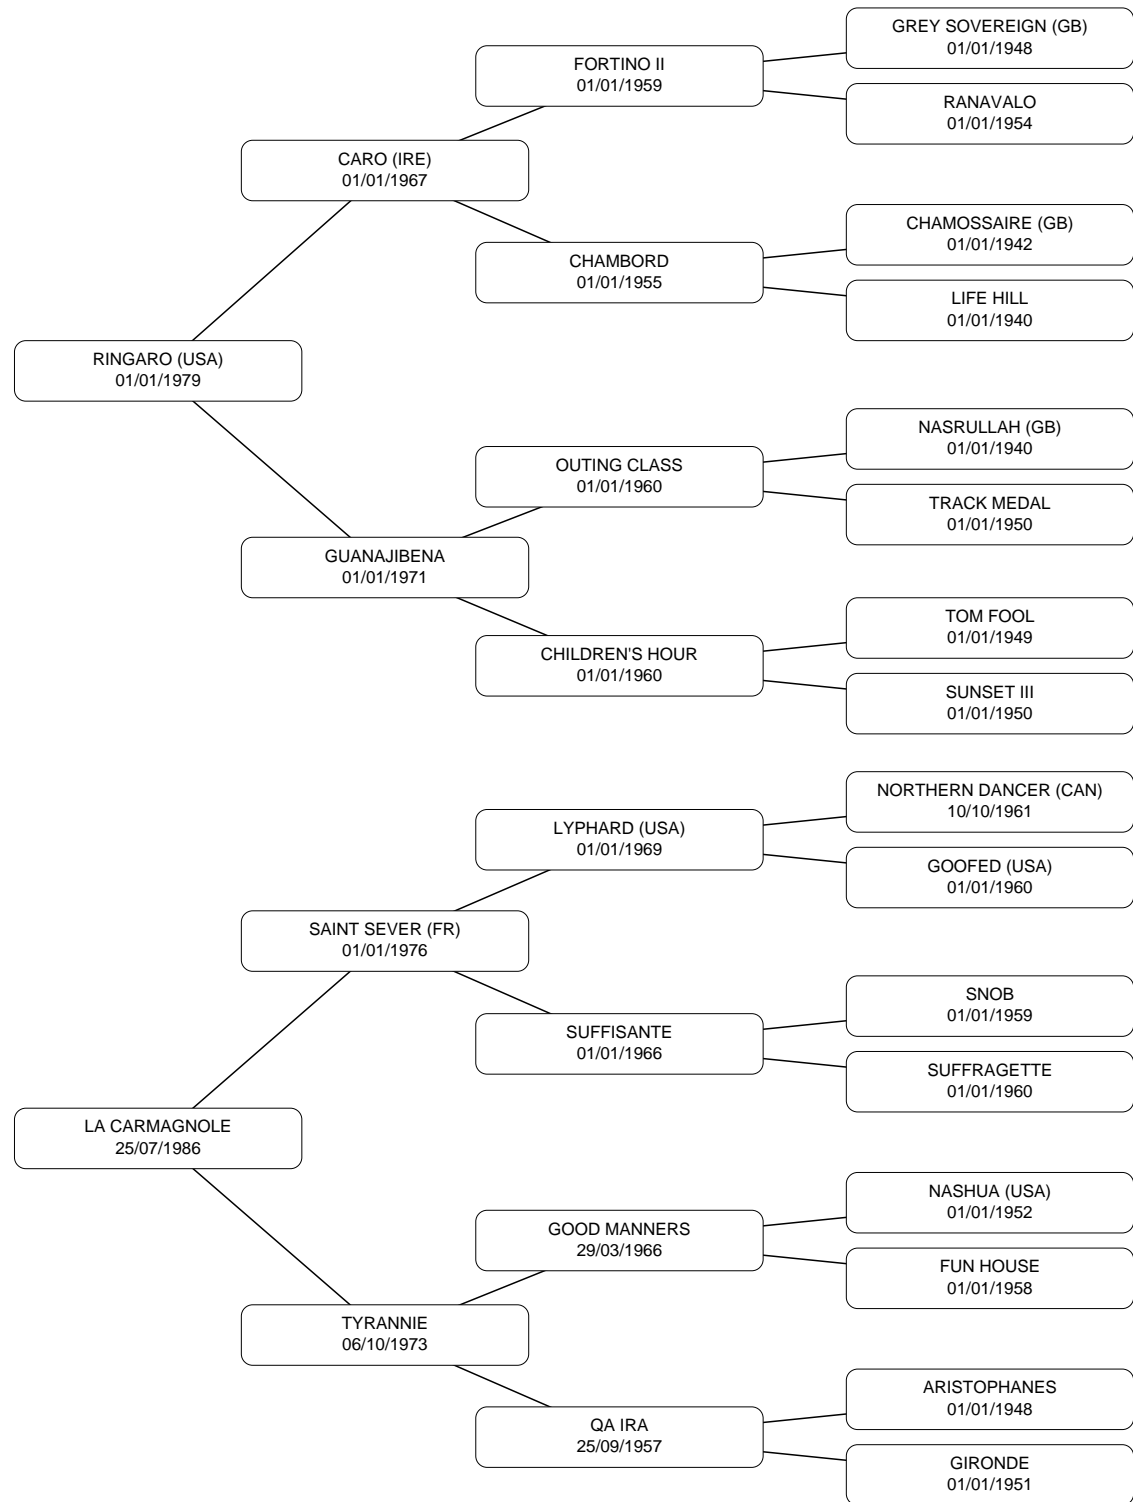 GREY SOVEREIGN (GB)
01/01/1948
FORTINO II
01/01/1959
RANAVALO
01/01/1954
CARO (IRE)
01/01/1967
CHAMOSSAIRE (GB)
01/01/1942
CHAMBORD
01/01/1955
LIFE HILL
01/01/1940
RINGARO (USA)
01/01/1979
NASRULLAH (GB)
01/01/1940
OUTING CLASS
01/01/1960
TRACK MEDAL
01/01/1950
GUANAJIBENA
01/01/1971
TOM FOOL
01/01/1949
CHILDREN'S HOUR
01/01/1960
SUNSET III
01/01/1950
NORTHERN DANCER (CAN)
10/10/1961
LYPHARD (USA)
01/01/1969
GOOFED (USA)
01/01/1960
SAINT SEVER (FR)
01/01/1976
SNOB
01/01/1959
SUFFISANTE
01/01/1966
SUFFRAGETTE
01/01/1960
LA CARMAGNOLE
25/07/1986
NASHUA (USA)
01/01/1952
GOOD MANNERS
29/03/1966
FUN HOUSE
01/01/1958
TYRANNIE
06/10/1973
ARISTOPHANES
01/01/1948
QA IRA
25/09/1957
GIRONDE
01/01/1951